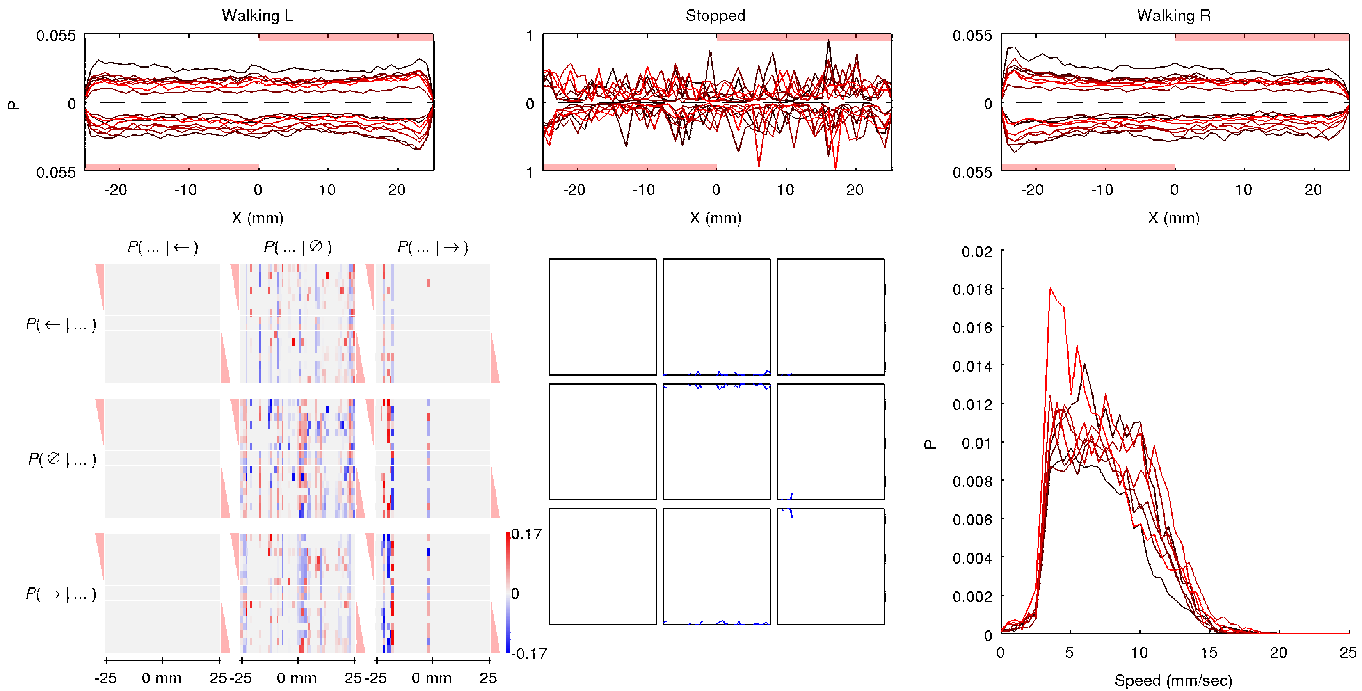 Walking L
Stopped
Walking R
0.055
0
0.055
P
-20
-10
0
10
20
X (mm)
1
0
1
-20
-10
0
10
20
X (mm)
0.055
0
0.055
-20
-10
0
10
20
X (mm)
P( ... | ← )
P( ... | ∅ )
P( ... | → )
P( ← | ... )
P( ∅ | ... )
P( → | ... )
0.17
0
-0.17
-25
0 mm
-25
0 mm
-25
0 mm
25
0.02
0.018
0.016
0.014
0.012
0.01
0.008
0.006
0.004
0.002
0
P
0
5
10
15
20
25
Speed (mm/sec)